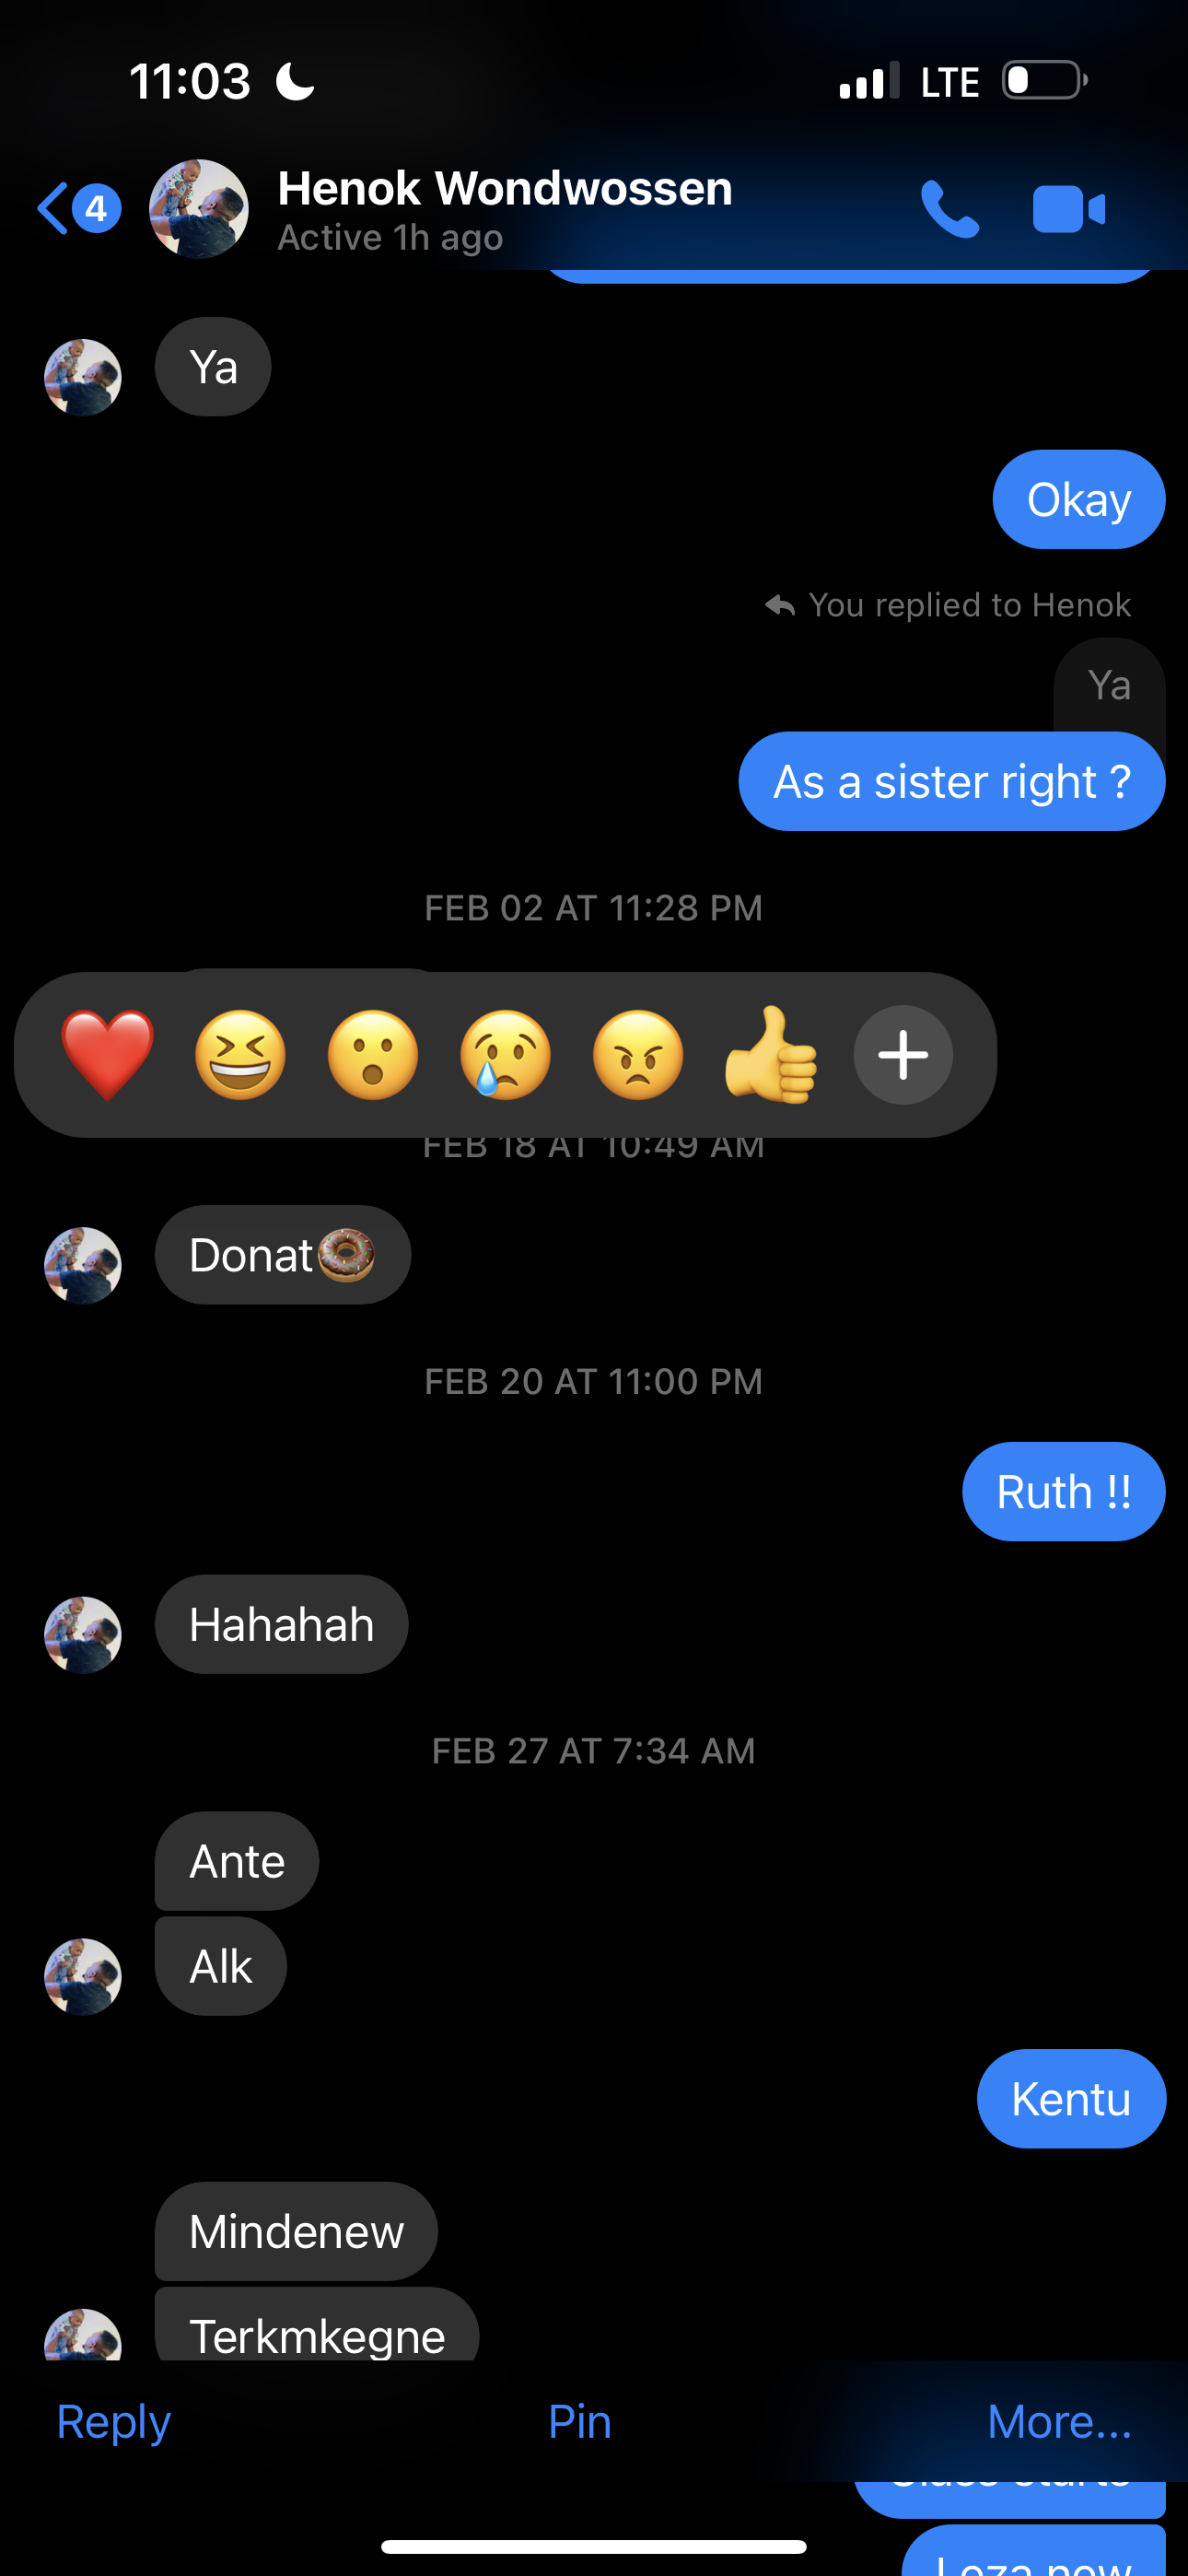 11:03
LTE
4
Henok Wondwossen
Active 1h ago
Ya
Okay
You replied to Henok
Ya
As a sister right ?
FEB 02 AT 11:28 PM
FEB 18 AT 10:49 AM
Donat🍩
FEB 20 AT 11:00 PM
Ruth !!
Hahahah
FEB 27 AT 7:34 AM
Ante
Alk
Kentu
Mindenew
Terkmkegne
Reply
Pin
More...